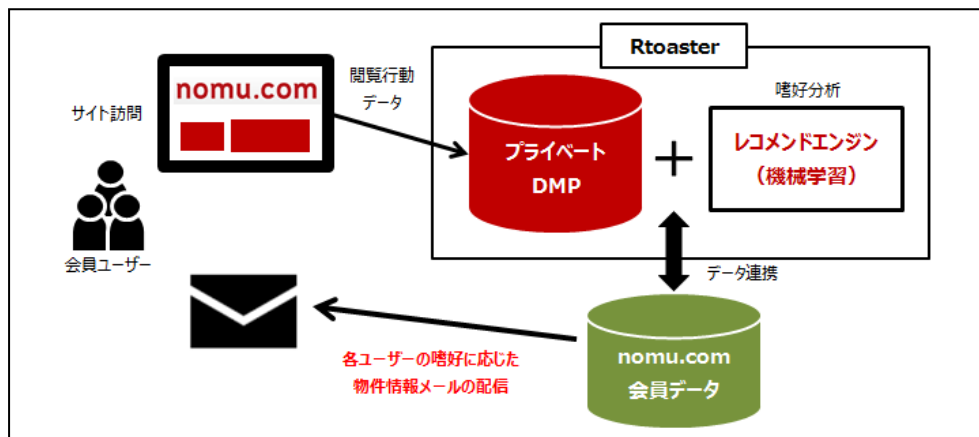 Rtoaster
nomu.com
サイト訪問
閲覧行動
データ
プライベート
DMP
嗜好分析
レコメンドエンジン
（機械学習）
会員ユーザー
データ連携
各ユーザーの嗜好に応じた
物件情報メールの配信
nomu.com
会員データ